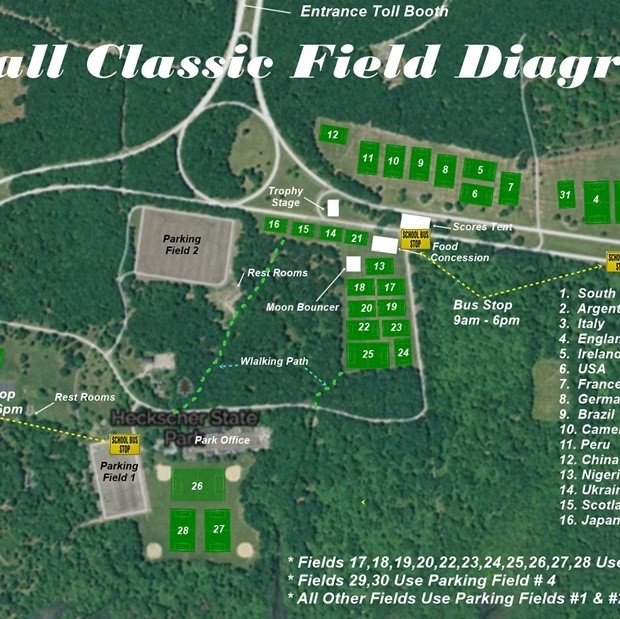 Entrance Toll Booth
all Classic Field Diagr
12
11
10
9
8
5
6
7
31
4
Trophy
Stage
16
15
14
21
SCHOOL BUS
STOP
Scores Tent
Food
Concession
Parking
Field 2
Rest Rooms
Moon Bouncer
13
18
17
20
19
22
23
25
24
Bus Stop
9am - 6pm
SCHOOL
ST
1. South
2. Argent
3. Italy
4. Englan
5. Ireland
6. USA
7. France
8. Germa
9. Brazil
10. Came
11. Peru
12. China
13. Nigeri
14. Ukrain
15. Scotla
16. Japan
Wlalking Path
op
6pm
Rest Rooms
Heckscher State
Park
Park Office
SCHOOL BUS
STOP
Parking
Field 1
26
28
27
* Fields 17,18,19,20,22,23,24,25,26,27,28 Use
* Fields 29,30 Use Parking Field # 4
* All Other Fields Use Parking Fields #1 & #2